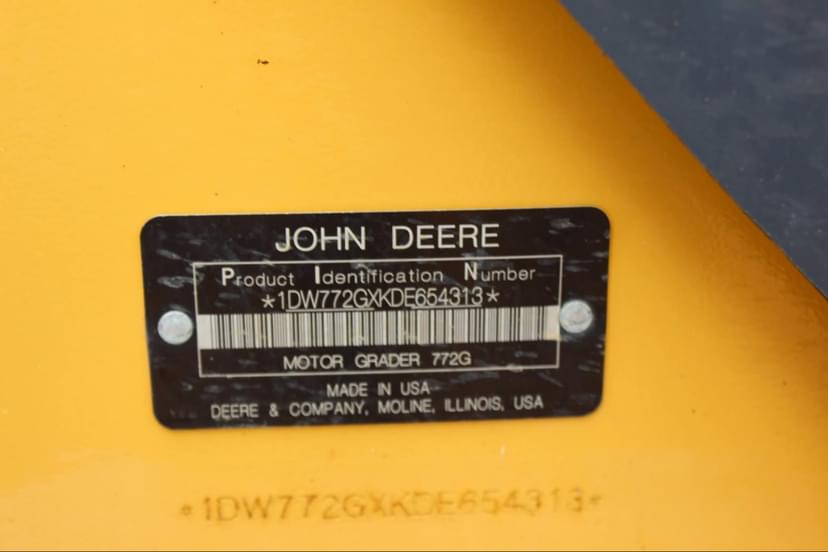 JOHN DEERE
Product Identification Number
*1DW772GXKDE654313*
MOTOR GRADER 772G
MADE IN USA
DEERE & COMPANY, MOLINE, ILLINOIS, USA
*1DW772GXKDE654313*